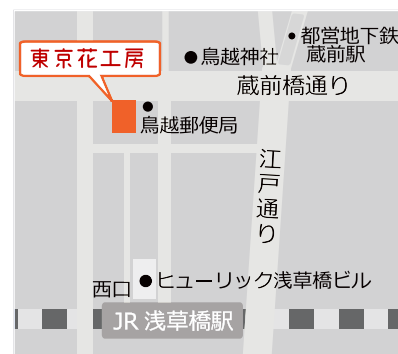 都営地下鉄
蔵前駅
東京花工房
鳥越神社
蔵前橋通り
鳥越郵便局
江戸通り
ヒューリック浅草橋ビル
西口
JR 浅草橋駅